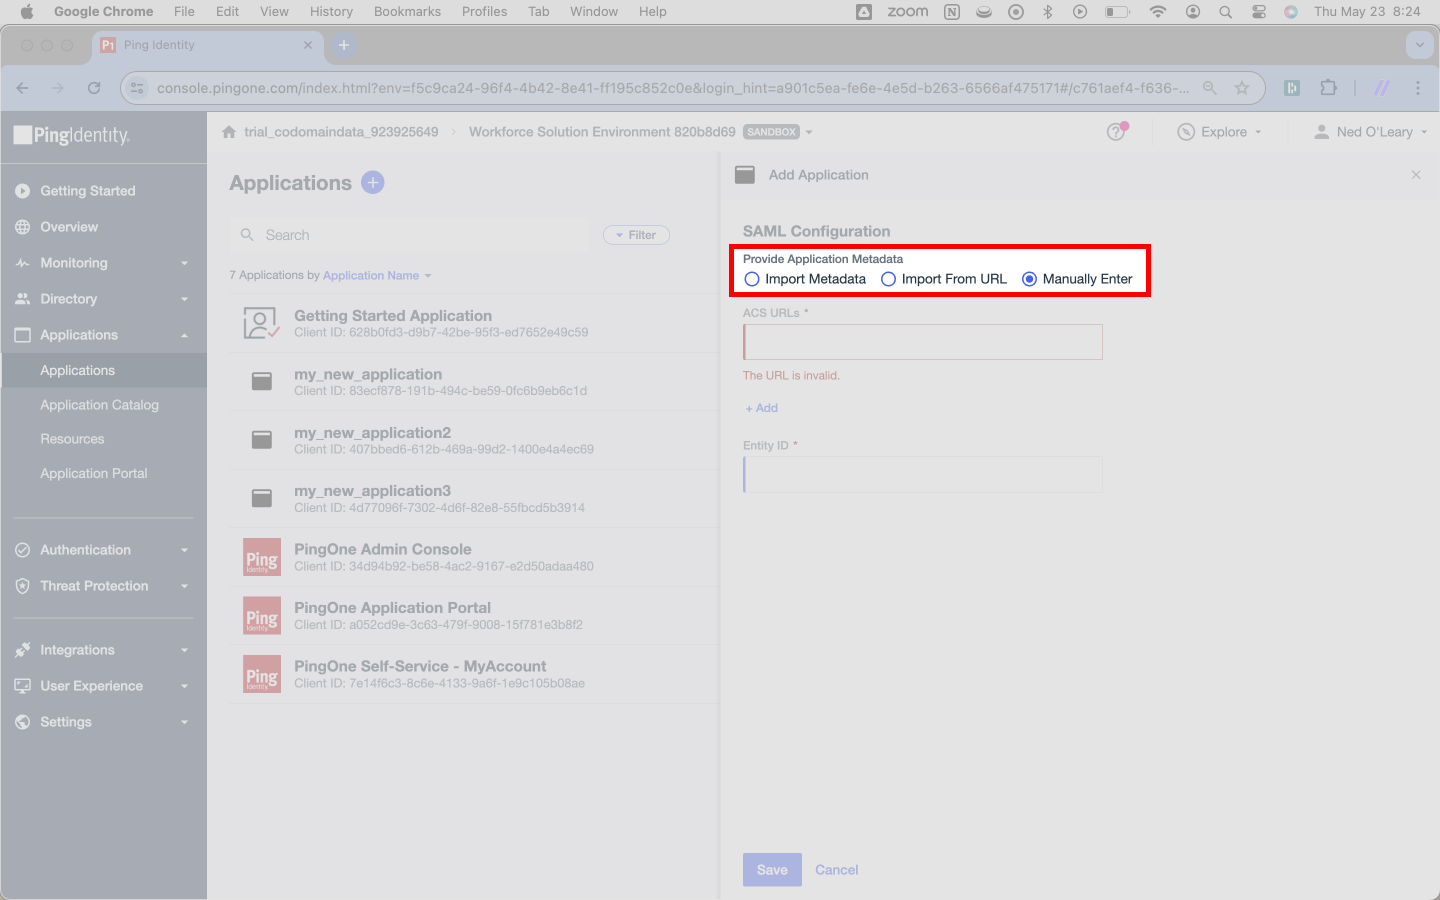 Google Chrome File Edit View History Bookmarks Profiles Tab Window Help zoom Thu May 23 8:24
P1 Ping Identity
console.pingone.com/index.html?env=f5c9ca24-96f4-4b42-8e41-ff195c852c0e&login_hint=a901c5ea-fe6e-4e5d-b263-6566af475171#/c761aef4-f636-...
PingIdentity
trial_codomaindata_923925649 Workforce Solution Environment 820b8d69 SANDBOX Explore Ned O'Leary
Getting Started
Overview
Monitoring
Directory
Applications
Applications
Application Catalog
Resources
Application Portal
Authentication
Threat Protection
Integrations
User Experience
Settings
Applications
Search
Filter
7 Applications by Application Name
Getting Started Application
Client ID: 628b0fd3-d9b7-42be-95f3-ed7652e49c59
my_new_application
Client ID: 83ecf878-191b-494c-be59-0fc6b9eb6c1d
my_new_application2
Client ID: 407bbed6-612b-469a-99d2-1400e4a4ec69
my_new_application3
Client ID: 4d77096f-7302-4d6f-82e8-55fbcd5b3914
Ping
Identity
PingOne Admin Console
Client ID: 34d94b92-be58-4ac2-9167-e2d50adaa480
Ping
Identity
PingOne Application Portal
Client ID: a052cd9e-3c63-479f-9008-15f781e3b8f2
Ping
Identity
PingOne Self-Service - MyAccount
Client ID: 7e14f6c3-8c6e-4133-9a6f-1e9c105b08ae
Add Application
SAML Configuration
Provide Application Metadata
Import Metadata Import From URL Manually Enter
ACS URLs *
The URL is invalid.
+ Add
Entity ID *
Save Cancel